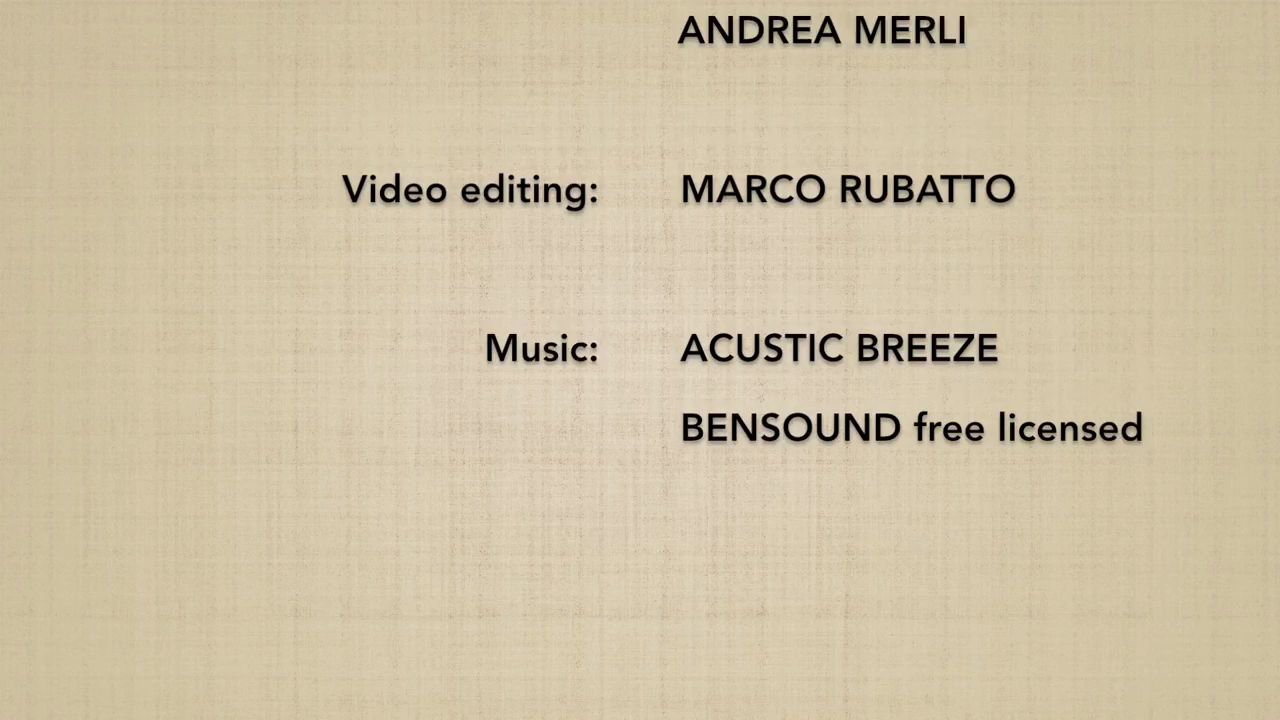 ANDREA MERLI
Video editing: MARCO RUBATTO
Music: ACUSTIC BREEZE
BENSOUND free licensed